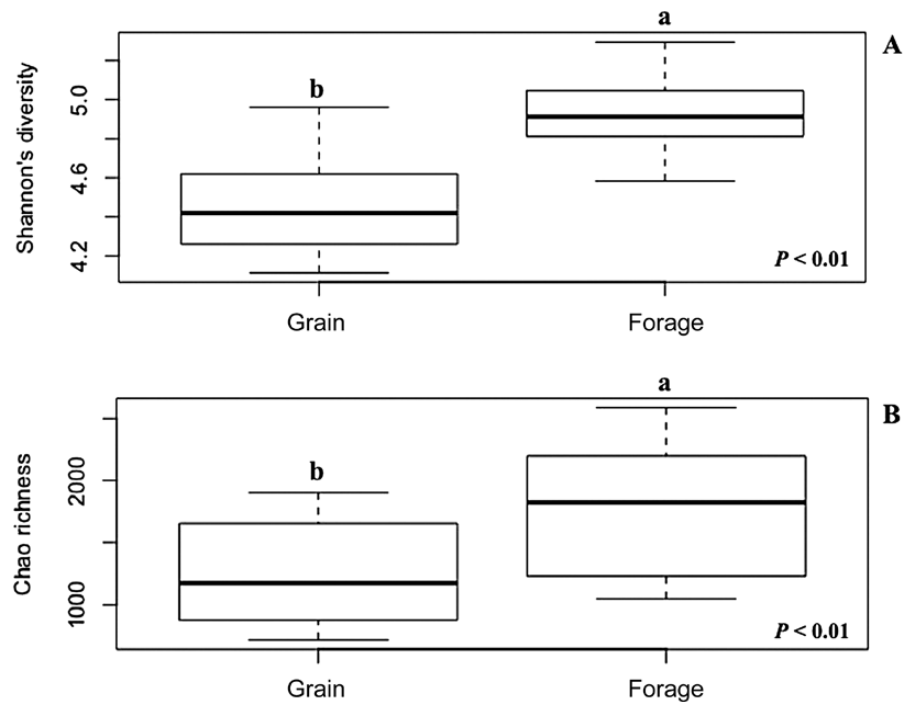 a
A
b
Shannon's diversity
5.0
4.6
4.2
P < 0.01
Grain Forage
a
B
b
Chao richness
2000
1000
P < 0.01
Grain Forage